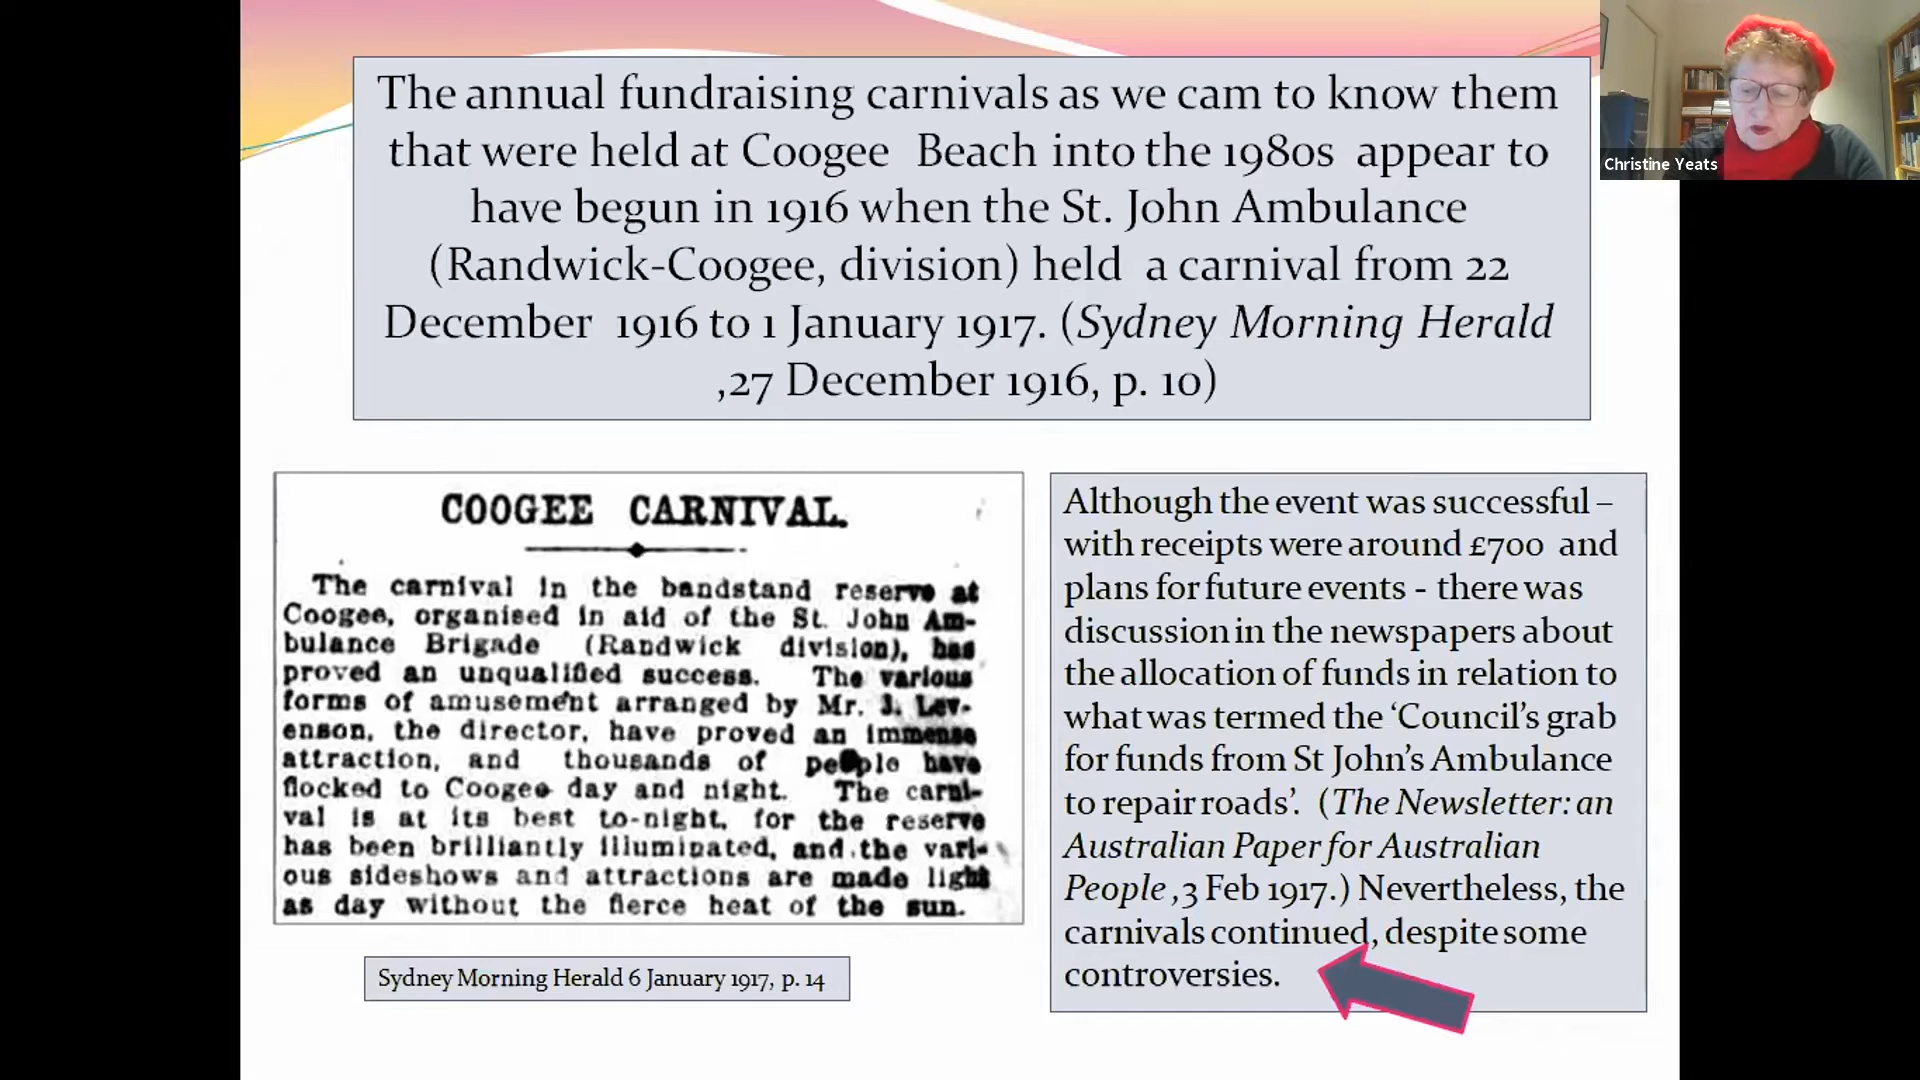 The annual fundraising carnivals as we cam to know them
that were held at Coogee Beach into the 1980s appear to
have begun in 1916 when the St. John Ambulance
(Randwick-Coogee, division) held a carnival from 22
December 1916 to 1 January 1917. (Sydney Morning Herald
,27 December 1916, p. 10)
Christine Yeats
COOGEE CARNIVAL.
The carnival in the bandstand reserve at
Coogee, organised in aid of the St. John Am-
bulance Brigade (Randwick division), has
proved an unqualified success. The various
forms of amusement arranged by Mr. J. Lev-
enson, the director, have proved an immense
attraction, and thousands of people have
flocked to Coogee day and night. The carni-
val is at its best to-night, for the reserve
has been brilliantly illuminated, and the vari-
ous sideshows and attractions are made light
as day without the fierce heat of the sun.
Sydney Morning Herald 6 January 1917, p. 14
Although the event was successful –
with receipts were around £700 and
plans for future events - there was
discussion in the newspapers about
the allocation of funds in relation to
what was termed the ‘Council’s grab
for funds from St John’s Ambulance
to repair roads’. (The Newsletter: an
Australian Paper for Australian
People ,3 Feb 1917.) Nevertheless, the
carnivals continued, despite some
controversies.